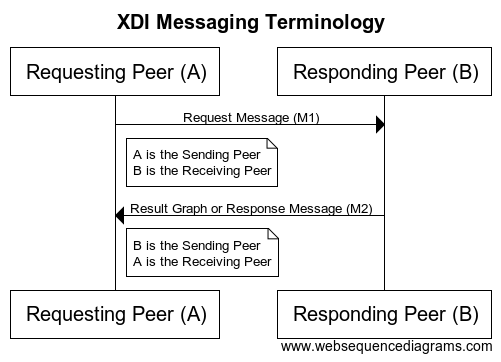 XDI Messaging Terminology
Requesting Peer (A)
Responding Peer (B)
Request Message (M1)
A is the Sending Peer
B is the Receiving Peer
Result Graph or Response Message (M2)
B is the Sending Peer
A is the Receiving Peer
Requesting Peer (A)
Responding Peer (B)
www.websequencediagrams.com